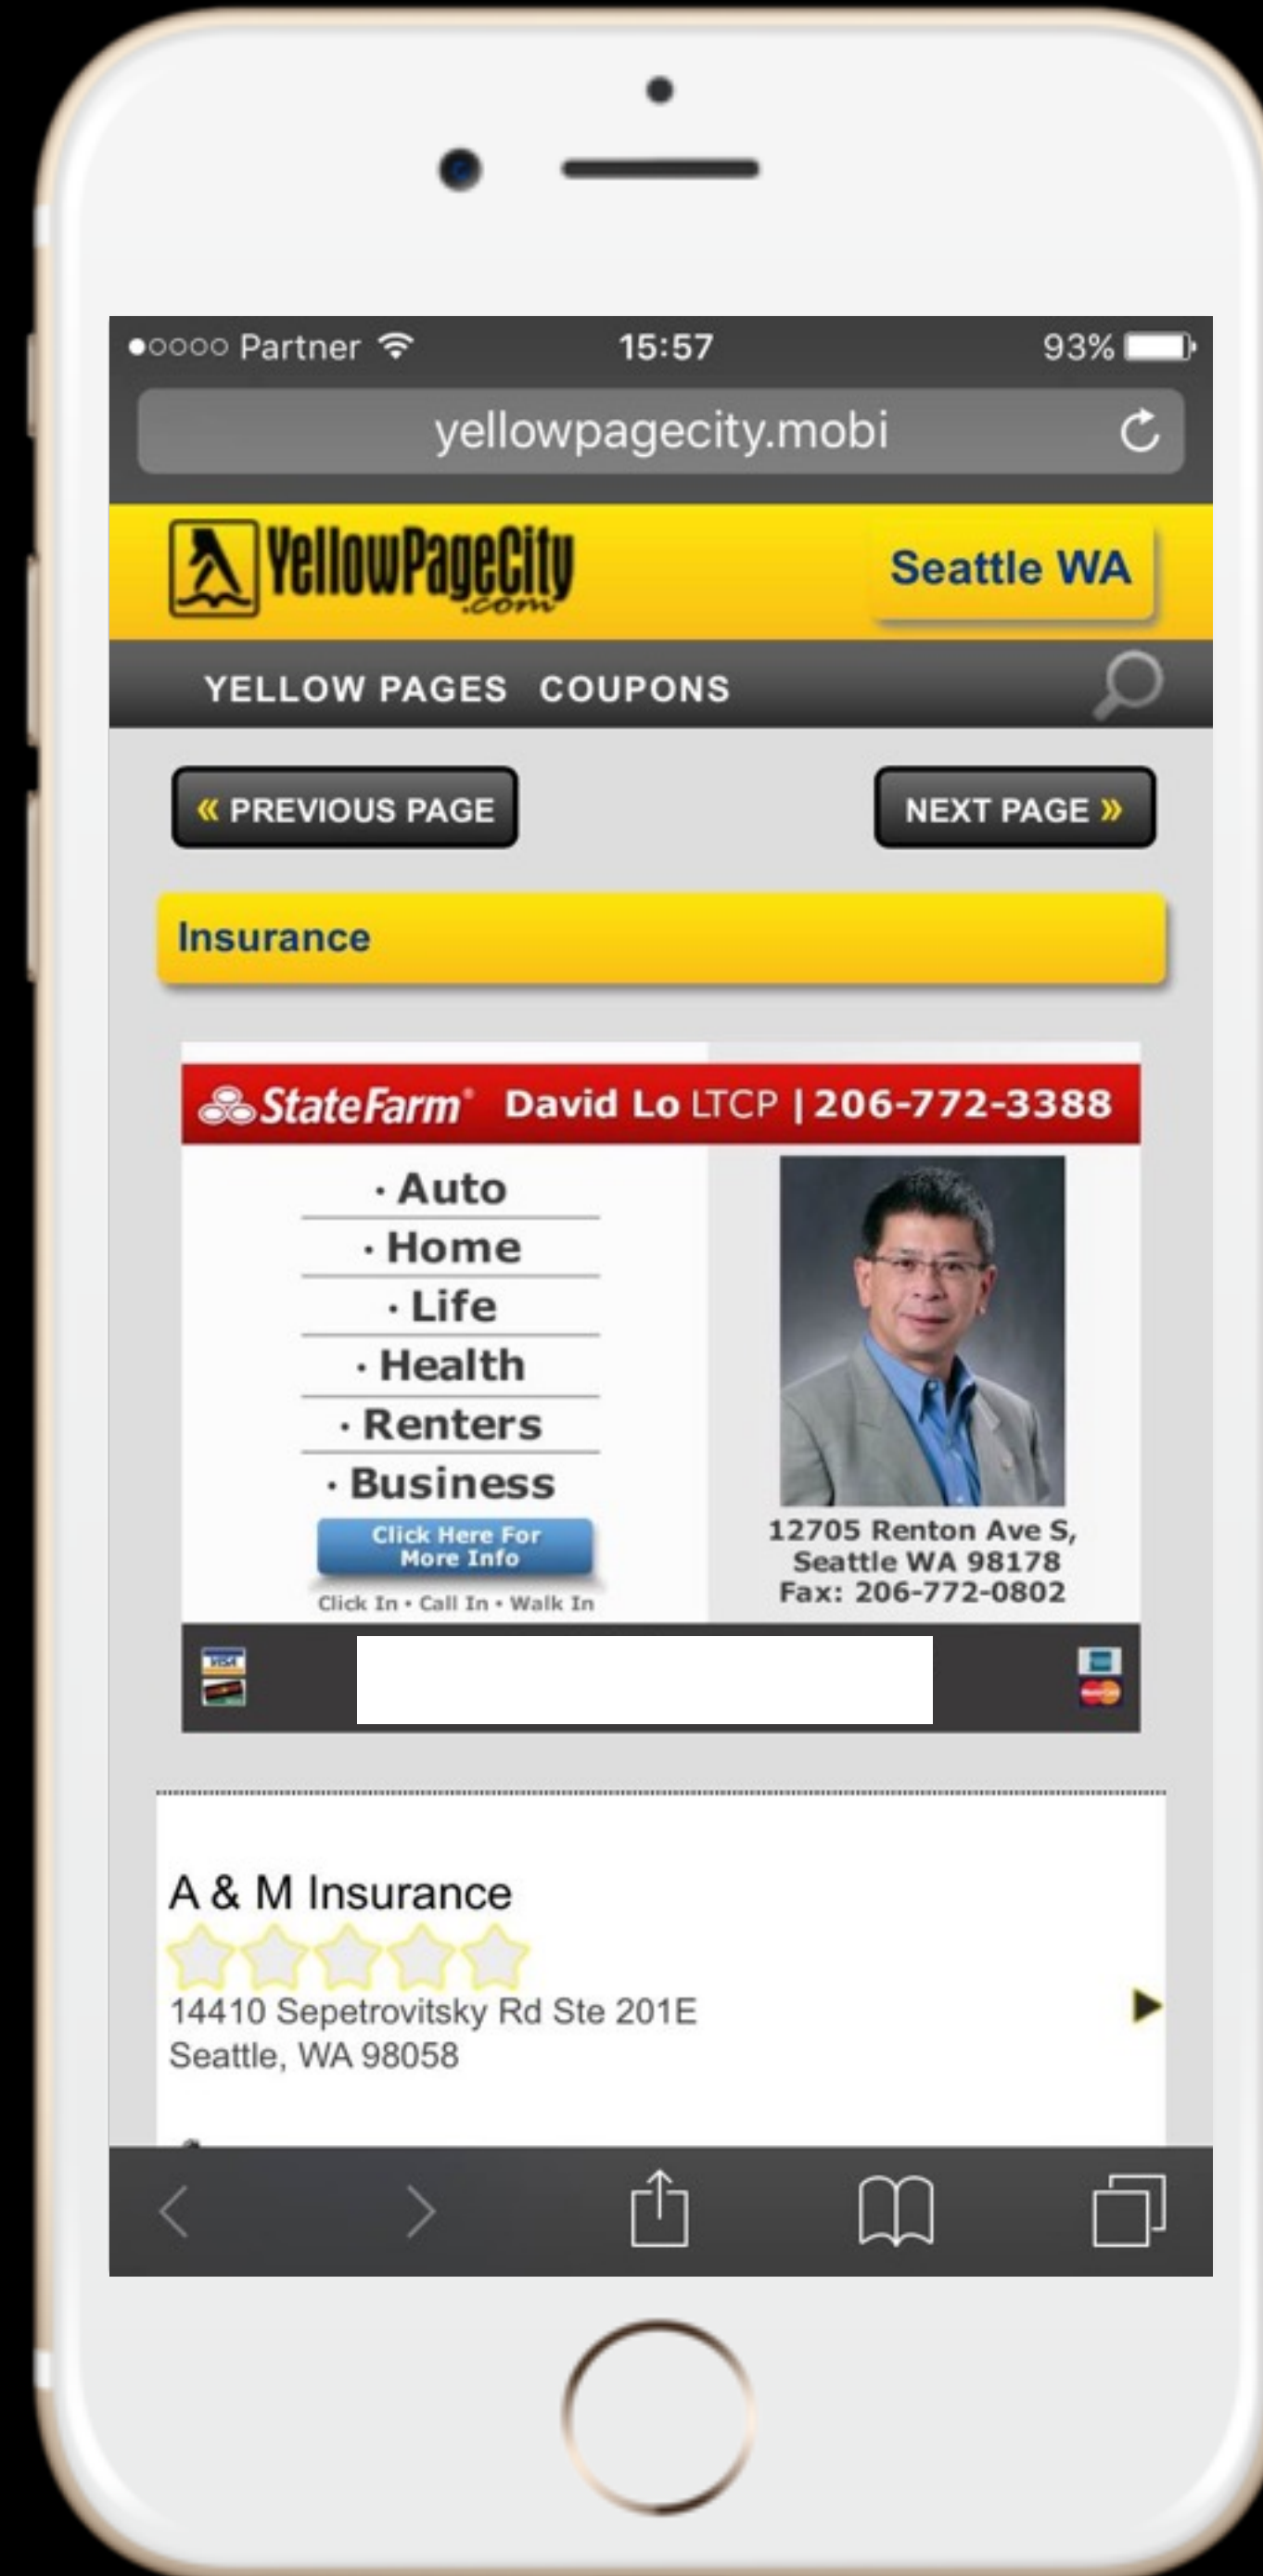 Partner 15:57 93%
yellowpagecity.mobi
YellowPageCity
.com
Seattle WA
YELLOW PAGES COUPONS
« PREVIOUS PAGE NEXT PAGE »
Insurance
StateFarm® David Lo LTCP | 206-772-3388
· Auto
· Home
· Life
· Health
· Renters
· Business
Click Here For
More Info
Click In • Call In • Walk In
12705 Renton Ave S,
Seattle WA 98178
Fax: 206-772-0802
VISA
MasterCard
A & M Insurance
14410 Sepetrovitsky Rd Ste 201E
Seattle, WA 98058